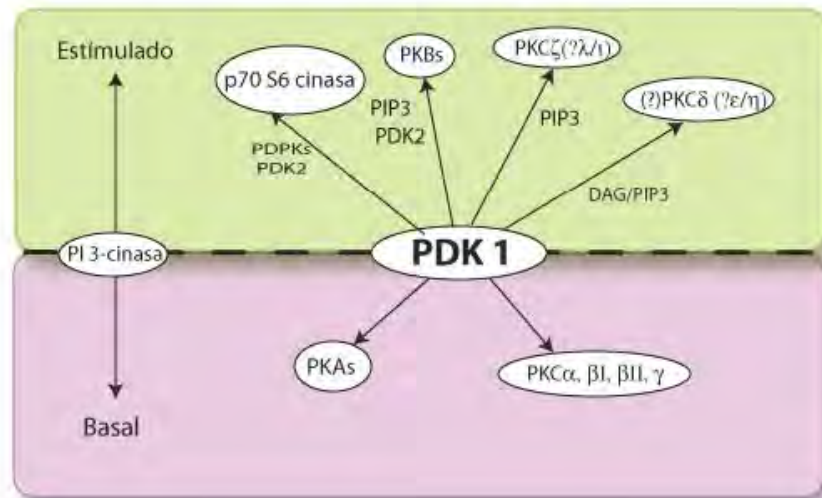 Estimulado
p70 S6 cinasa
PKBs
PKCζ(?λ/ι)
(?)PKCδ (?ε/η)
PIP3
PDK2
PIP3
PDPKs
PDK2
DAG/PIP3
PI 3-cinasa
PDK 1
PKAs
PKCα, βI, βII, γ
Basal